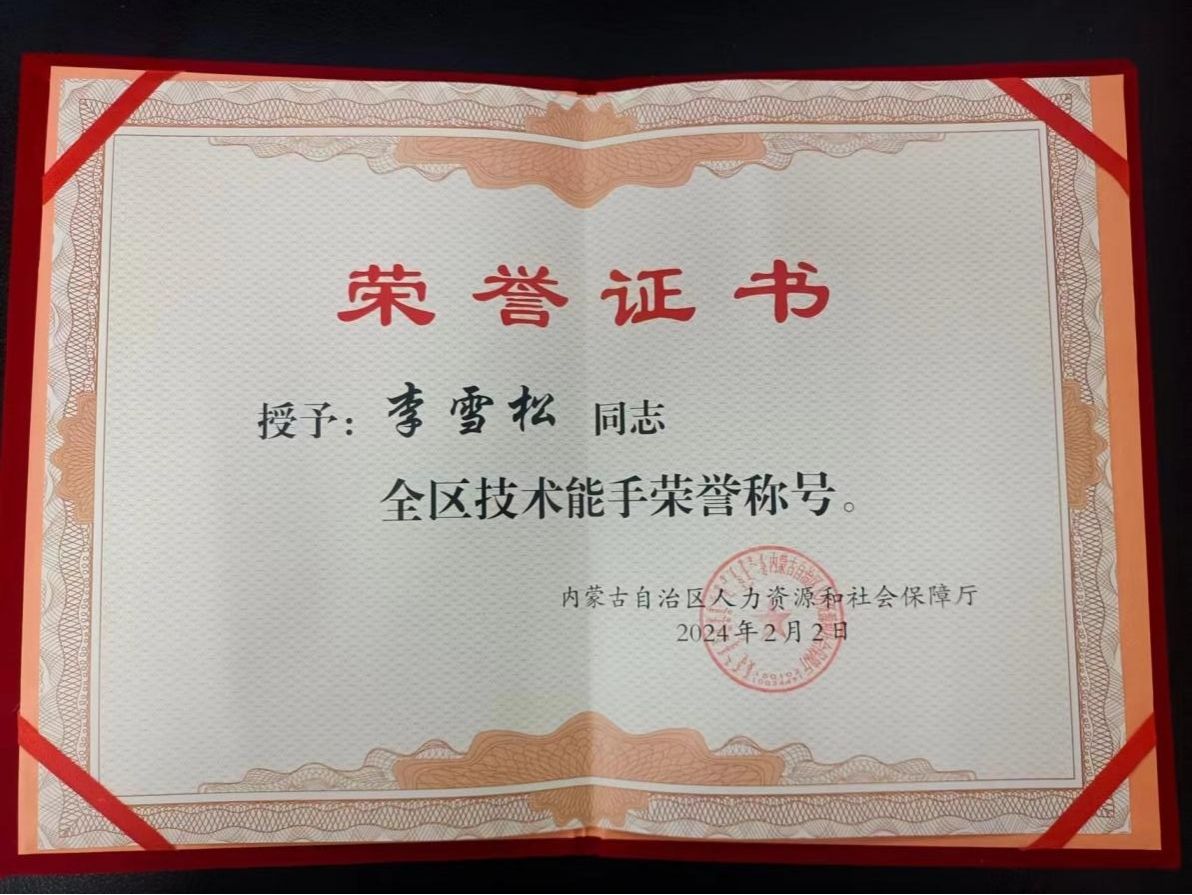 荣誉证书
授予：李雪松 同志
全区技术能手荣誉称号。
内蒙古自治区人力资源和社会保障厅
2024年2月2日